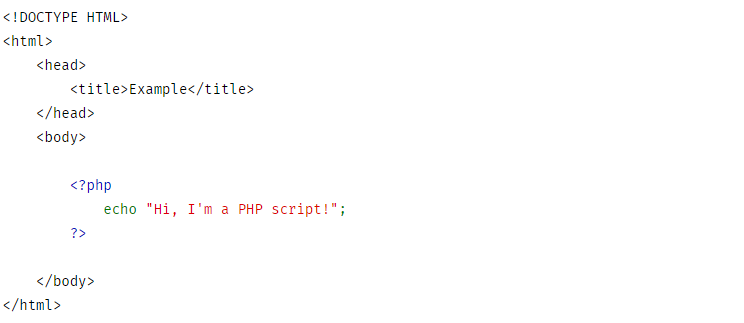 <!DOCTYPE HTML>
<html>
    <head>
        <title>Example</title>
    </head>
    <body>

        <?php
            echo "Hi, I'm a PHP script!";
        ?>

    </body>
</html>